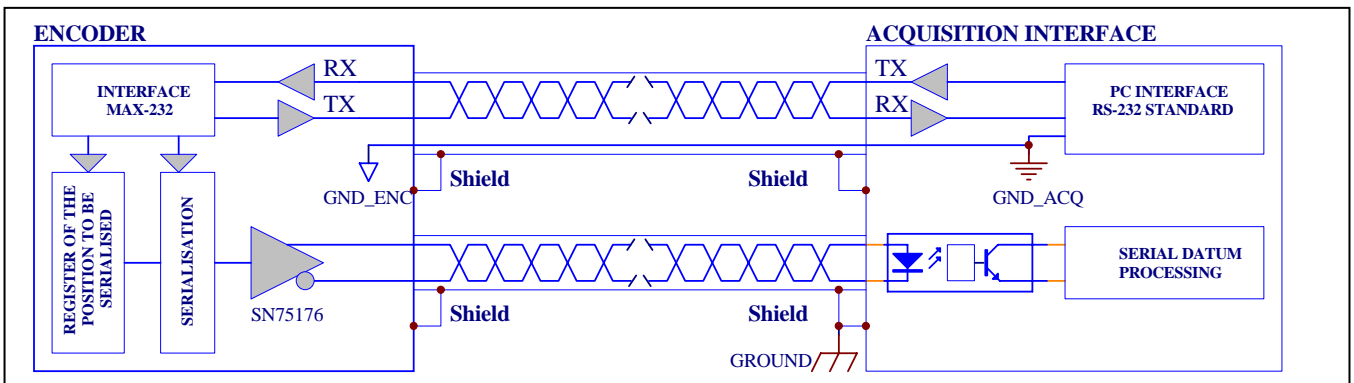 ENCODER
ACQUISITION INTERFACE
INTERFACE
MAX-232
RX
TX
TX
RX
PC INTERFACE
RS-232 STANDARD
GND_ENC
Shield
Shield
GND_ACQ
REGISTER OF THE
POSITION TO BE
SERIALISED
SERIALISATION
SN75176
Shield
Shield
GROUND
SERIAL DATUM
PROCESSING